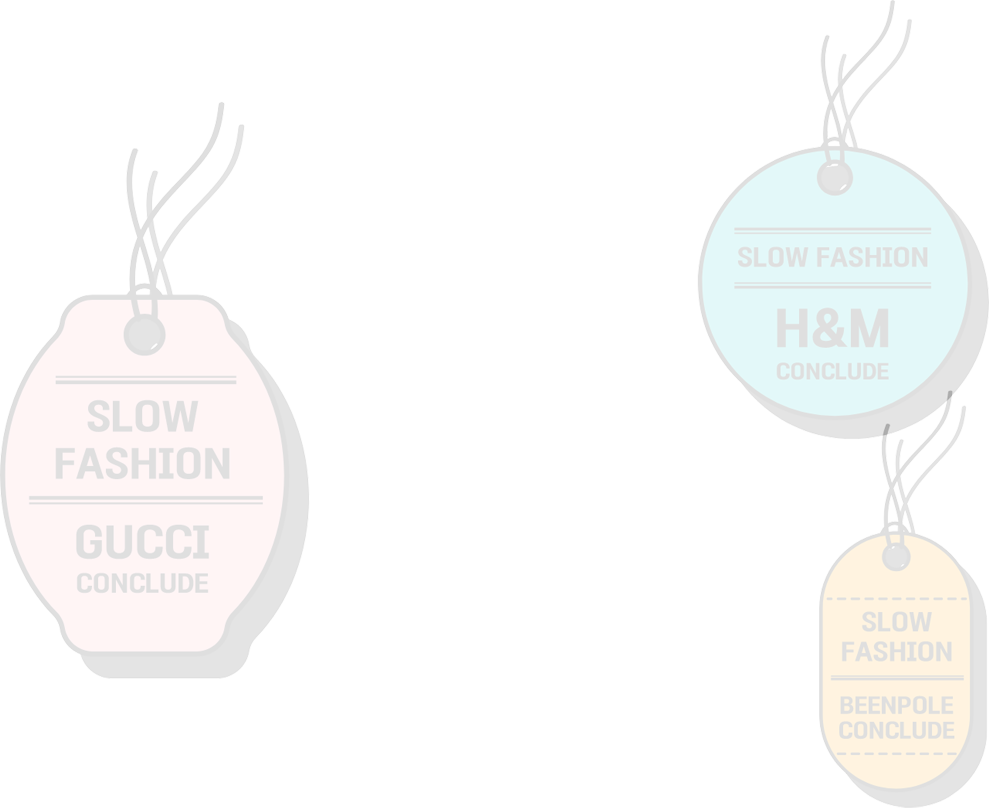 SLOW
FASHION
GUCCI
CONCLUDE
SLOW FASHION
H&M
CONCLUDE
SLOW
FASHION
BEENPOLE
CONCLUDE